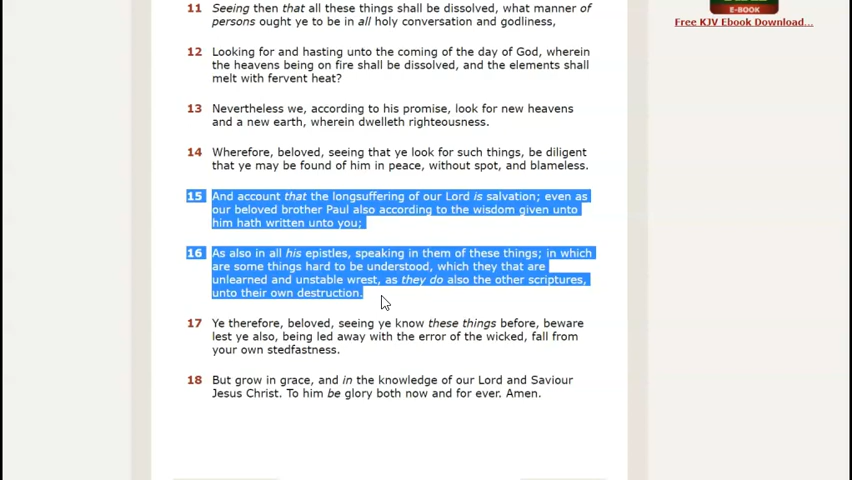 E-BOOK
Free KJV Ebook Download...
11 Seeing then that all these things shall be dissolved, what manner of
persons ought ye to be in all holy conversation and godliness,
12 Looking for and hasting unto the coming of the day of God, wherein
the heavens being on fire shall be dissolved, and the elements shall
melt with fervent heat?
13 Nevertheless we, according to his promise, look for new heavens
and a new earth, wherein dwelleth righteousness.
14 Wherefore, beloved, seeing that ye look for such things, be diligent
that ye may be found of him in peace, without spot, and blameless.
15 And account that the longsuffering of our Lord is salvation; even as
our beloved brother Paul also according to the wisdom given unto
him hath written unto you;
16 As also in all his epistles, speaking in them of these things; in which
are some things hard to be understood, which they that are
unlearned and unstable wrest, as they do also the other scriptures,
unto their own destruction.
17 Ye therefore, beloved, seeing ye know these things before, beware
lest ye also, being led away with the error of the wicked, fall from
your own stedfastness.
18 But grow in grace, and in the knowledge of our Lord and Saviour
Jesus Christ. To him be glory both now and for ever. Amen.